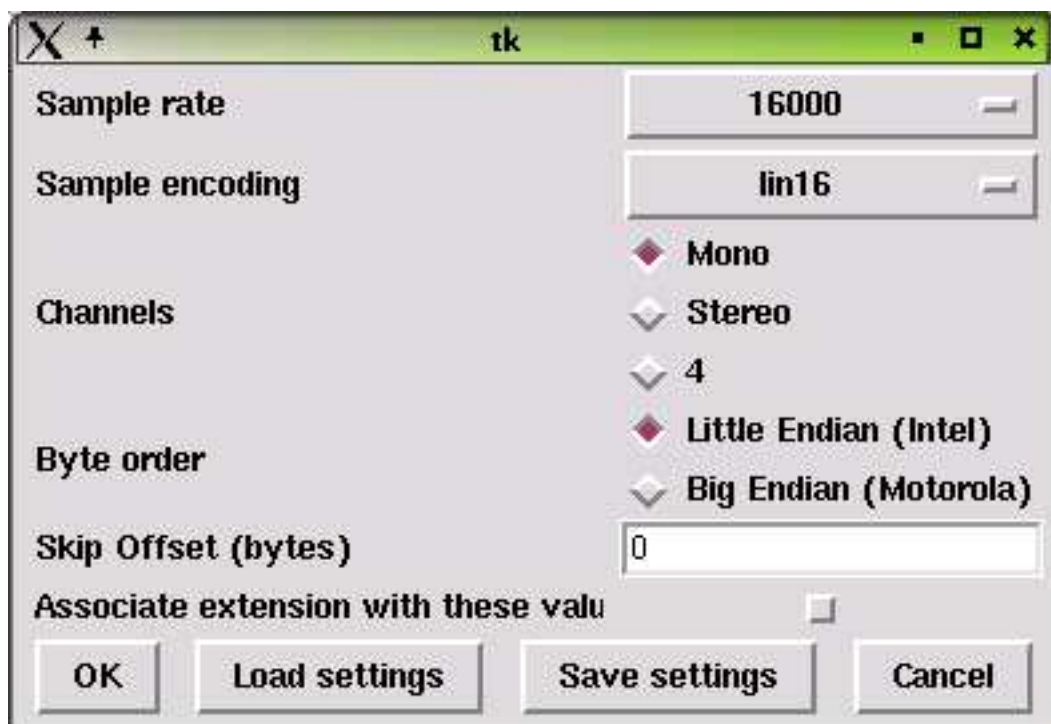 tk
Sample rate 16000
Sample encoding lin16
Mono
Channels Stereo
4
Little Endian (Intel)
Byte order
Big Endian (Motorola)
Skip Offset (bytes) 0
Associate extension with these valu
OK Load settings Save settings Cancel